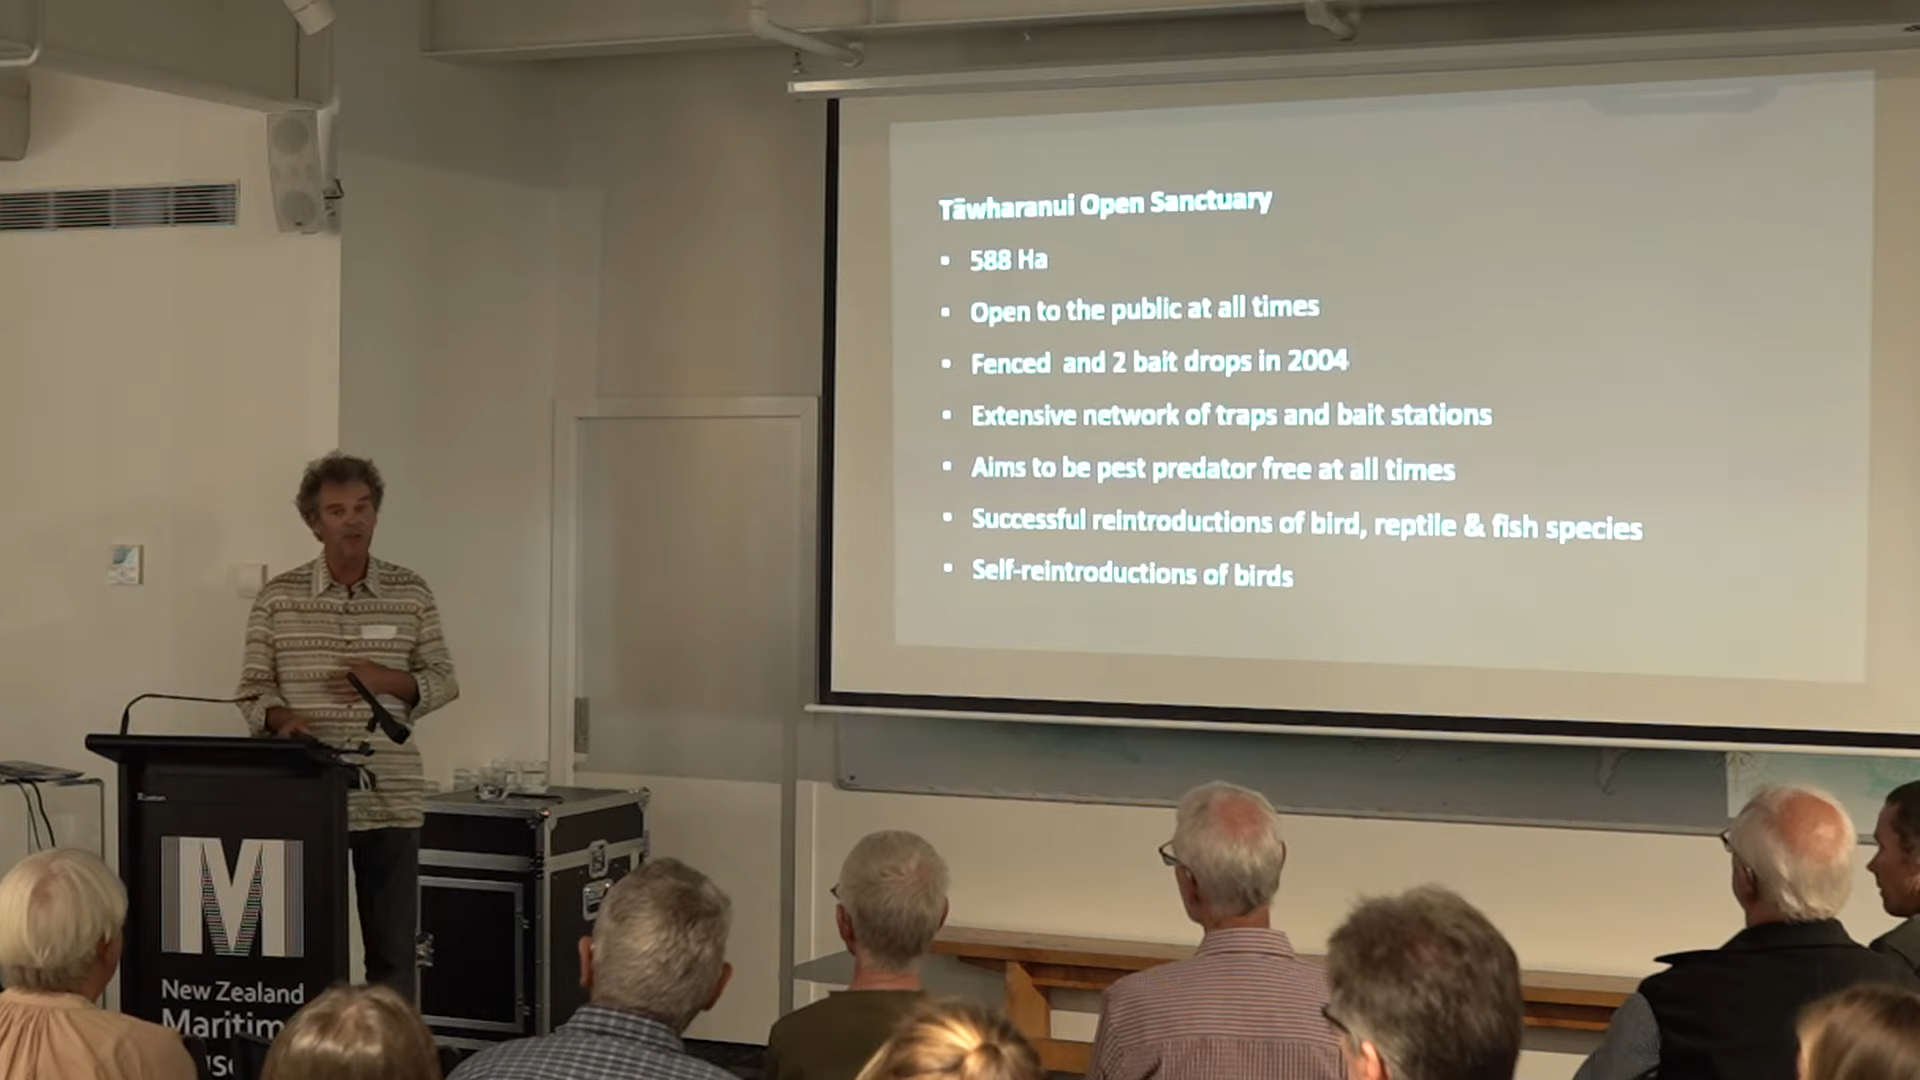 Tāwharanui Open Sanctuary
• 588 Ha
• Open to the public at all times
• Fenced and 2 bait drops in 2004
• Extensive network of traps and bait stations
• Aims to be pest predator free at all times
• Successful reintroductions of bird, reptile & fish species
• Self-reintroductions of birds
M
New Zealand
Maritim